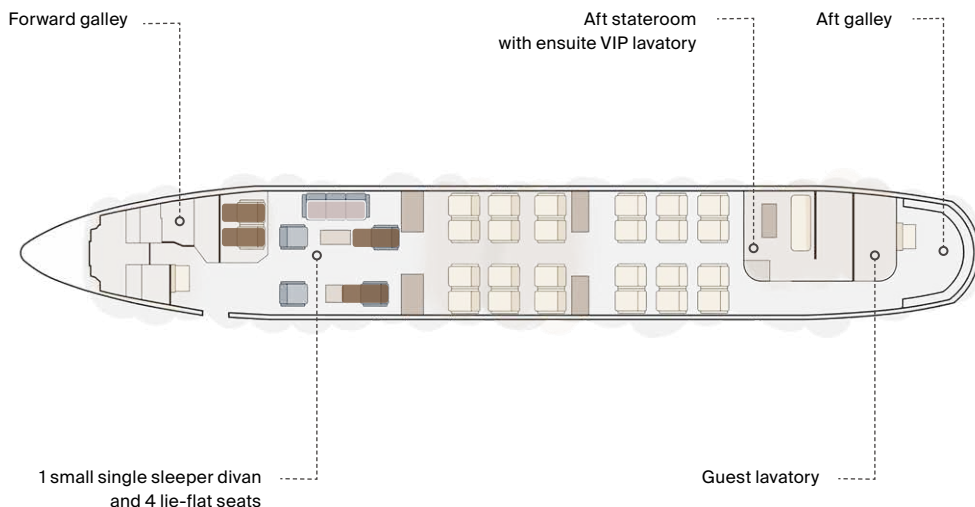 Forward galley
Aft stateroom
with ensuite VIP lavatory
Aft galley
1 small single sleeper divan
and 4 lie-flat seats
Guest lavatory